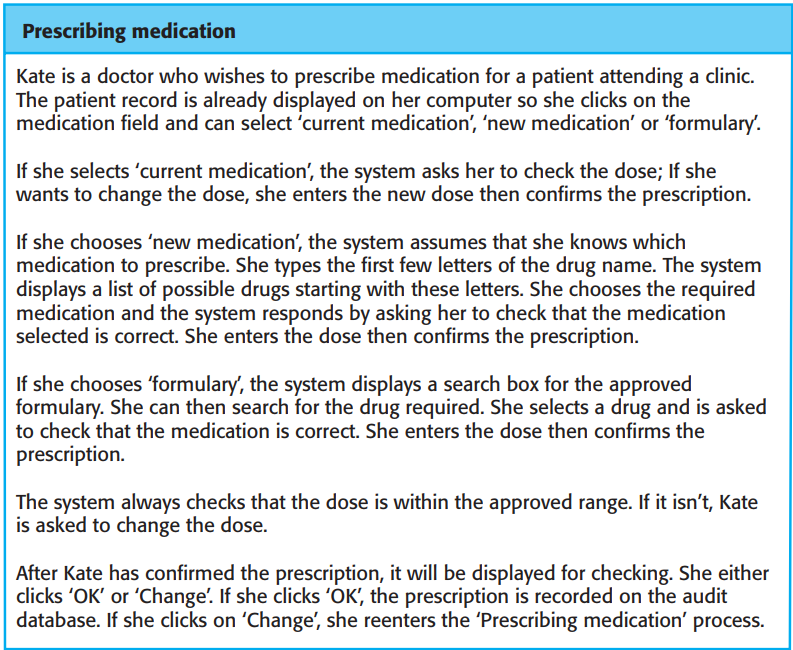 Prescribing medication
Kate is a doctor who wishes to prescribe medication for a patient attending a clinic.
The patient record is already displayed on her computer so she clicks on the
medication field and can select ‘current medication’, ‘new medication’ or ‘formulary’.
If she selects ‘current medication’, the system asks her to check the dose; If she
wants to change the dose, she enters the new dose then confirms the prescription.
If she chooses ‘new medication’, the system assumes that she knows which
medication to prescribe. She types the first few letters of the drug name. The system
displays a list of possible drugs starting with these letters. She chooses the required
medication and the system responds by asking her to check that the medication
selected is correct. She enters the dose then confirms the prescription.
If she chooses ‘formulary’, the system displays a search box for the approved
formulary. She can then search for the drug required. She selects a drug and is asked
to check that the medication is correct. She enters the dose then confirms the
prescription.
The system always checks that the dose is within the approved range. If it isn’t, Kate
is asked to change the dose.
After Kate has confirmed the prescription, it will be displayed for checking. She either
clicks ‘OK’ or ‘Change’. If she clicks ‘OK’, the prescription is recorded on the audit
database. If she clicks on ‘Change’, she reenters the ‘Prescribing medication’ process.